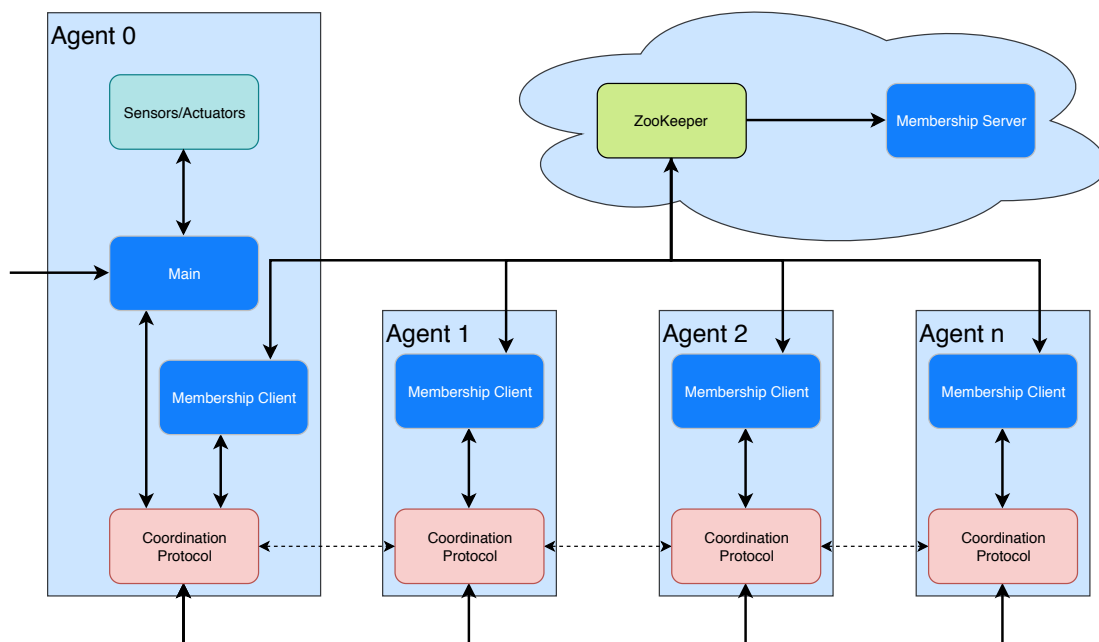 Agent 0
Sensors/Actuators
ZooKeeper
Membership Server
Main
Agent 1
Agent 2
Agent n
Membership Client
Membership Client
Membership Client
Membership Client
Coordination
Protocol
Coordination
Protocol
Coordination
Protocol
Coordination
Protocol